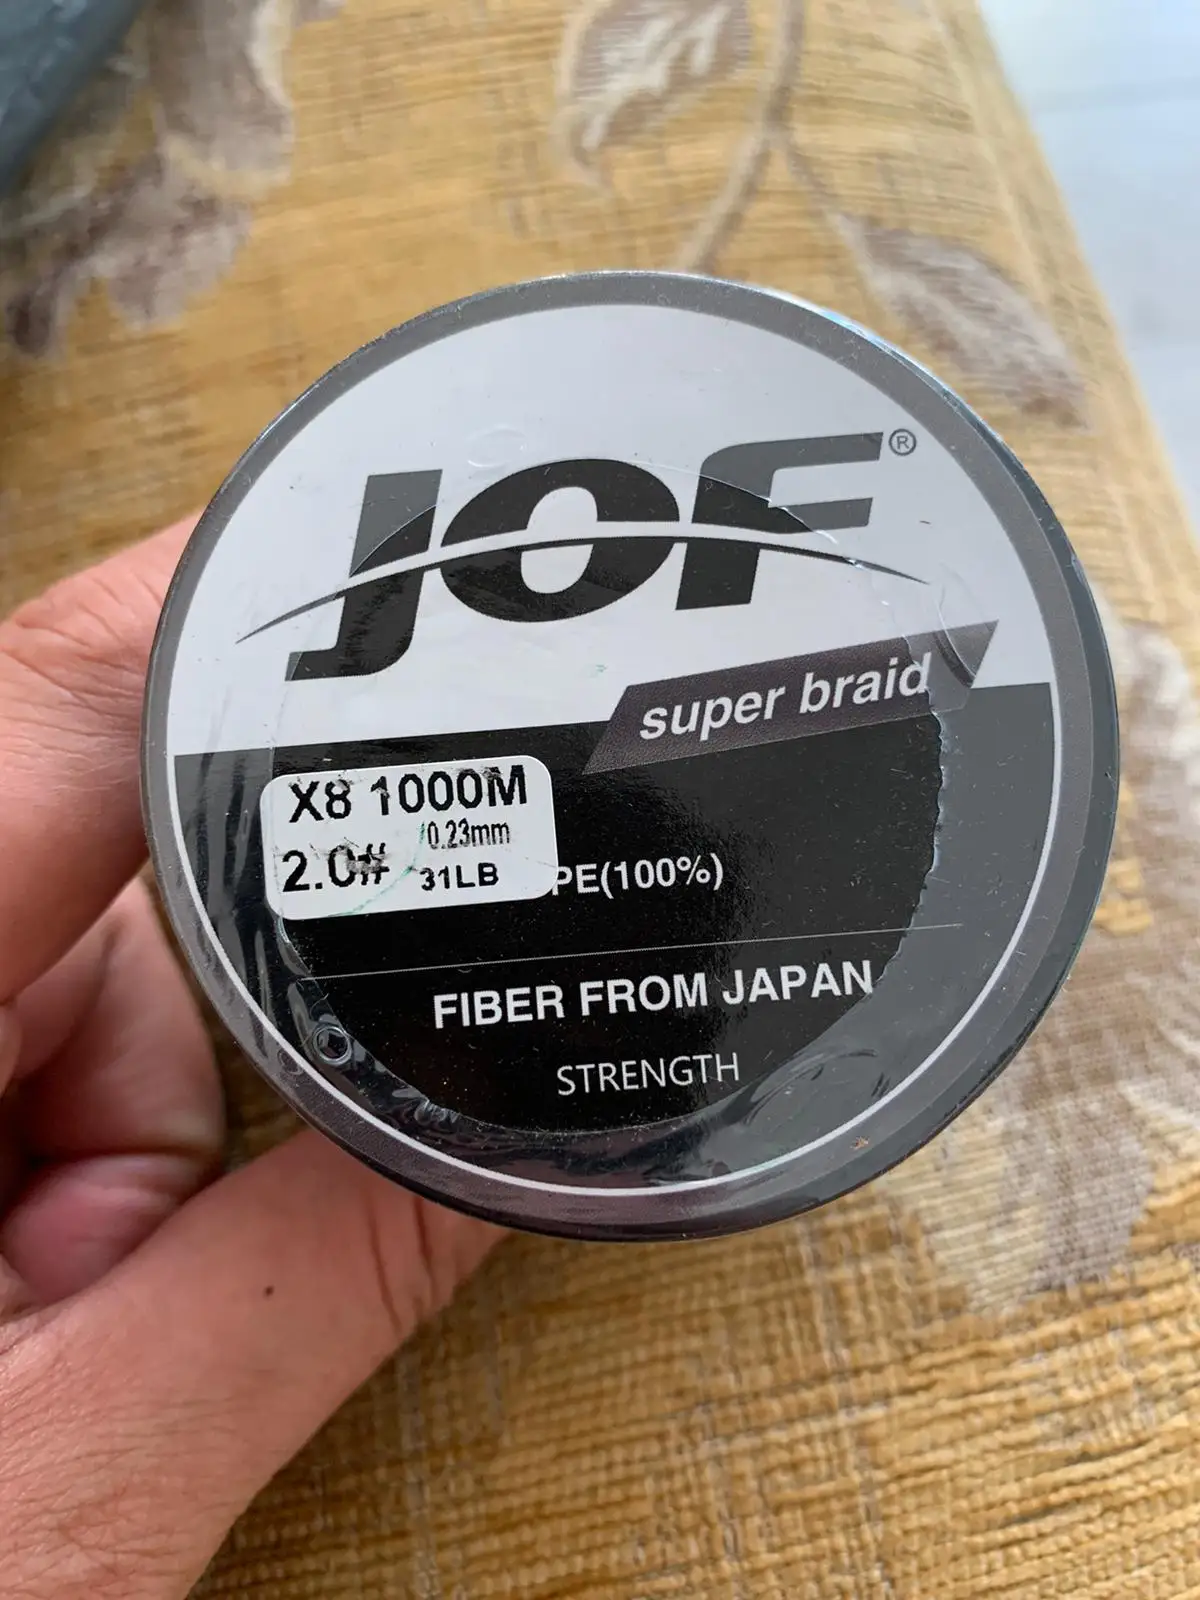 JOF®
super braid
X8 1000M
2.0# 0.23mm
31LB
PE(100%)
FIBER FROM JAPAN
STRENGTH